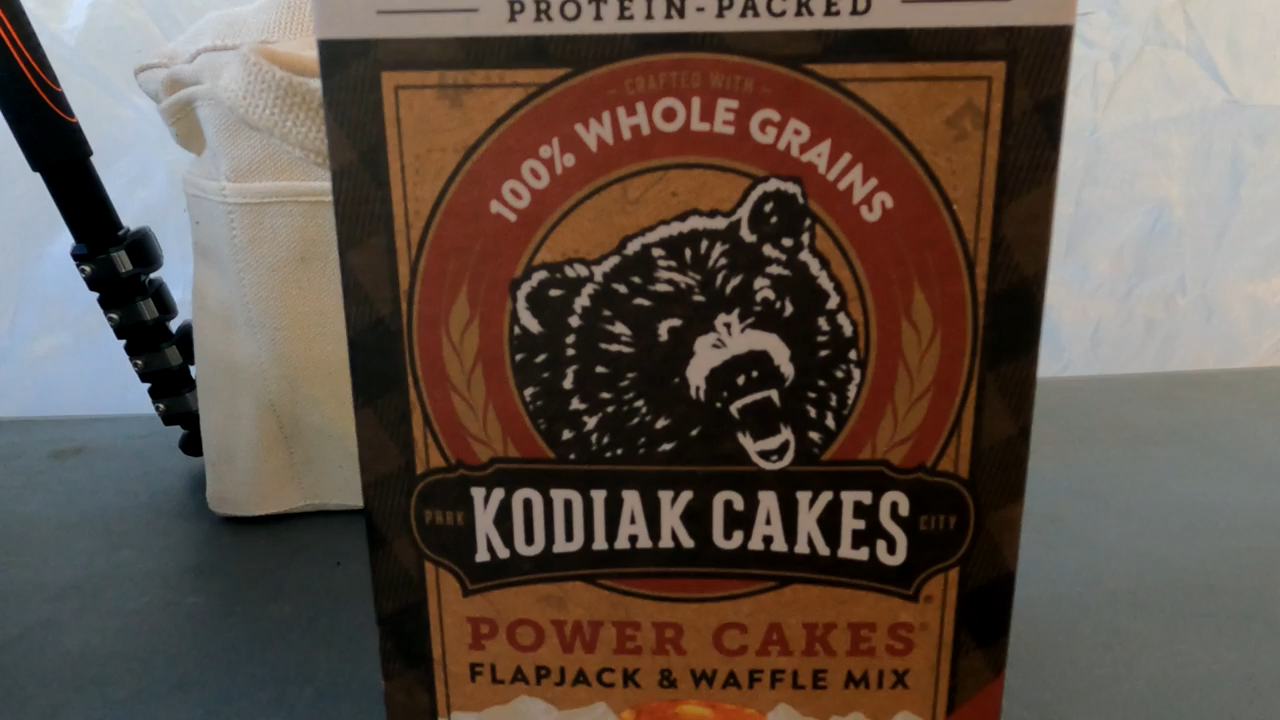 PROTEIN-PACKED
CRAFTED WITH
100% WHOLE GRAINS
PARK KODIAK CAKES CITY
POWER CAKES®
FLAPJACK & WAFFLE MIX